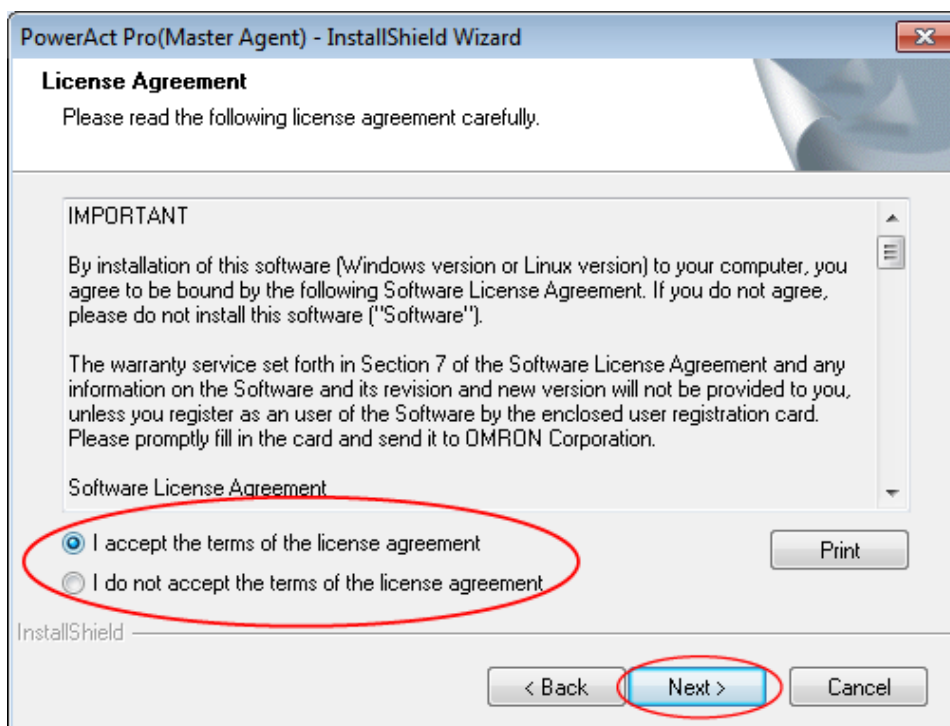 PowerAct Pro(Master Agent) - InstallShield Wizard
License Agreement
Please read the following license agreement carefully.
IMPORTANT
By installation of this software (Windows version or Linux version) to your computer, you
agree to be bound by the following Software License Agreement. If you do not agree,
please do not install this software ("Software").
The warranty service set forth in Section 7 of the Software License Agreement and any
information on the Software and its revision and new version will not be provided to you,
unless you register as an user of the Software by the enclosed user registration card.
Please promptly fill in the card and send it to OMRON Corporation.
Software License Agreement
I accept the terms of the license agreement
Print
I do not accept the terms of the license agreement
InstallShield
< Back
Next >
Cancel